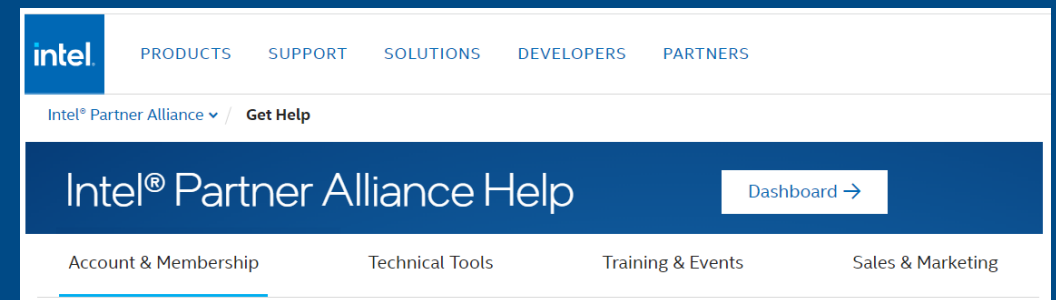 intel. PRODUCTS SUPPORT SOLUTIONS DEVELOPERS PARTNERS
Intel® Partner Alliance / Get Help
Intel® Partner Alliance Help Dashboard →
Account & Membership Technical Tools Training & Events Sales & Marketing